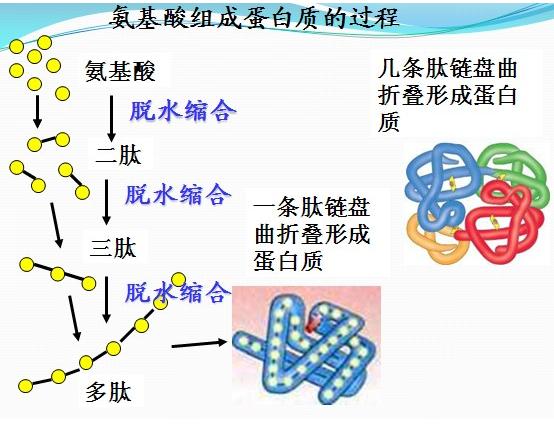 氨基酸组成蛋白质的过程
氨基酸
脱水缩合
二肽
脱水缩合
三肽
脱水缩合
多肽
一条肽链盘
曲折叠形成
蛋白质
几条肽链盘曲
折叠形成蛋白
质